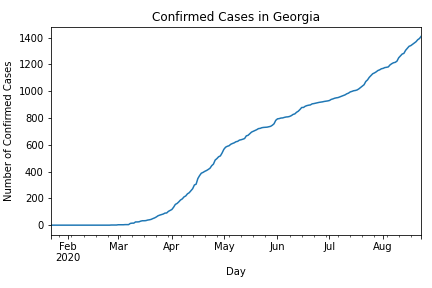 Confirmed Cases in Georgia
Number of Confirmed Cases
1400
1200
1000
800
600
400
200
0
Feb Mar Apr May Jun Jul Aug
2020
Day